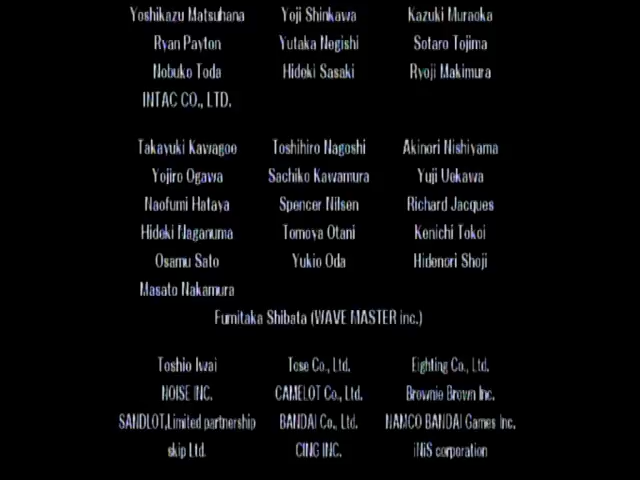 Yoshikazu Matsuhana Yoji Shinkawa Kazuki Muraoka
Ryan Payton Yutaka Negishi Sotaro Tojima
Nobuko Toda Hideki Sasaki Ryoji Makimura
INTAC CO., LTD.
Takayuki Kawagoe Toshihiro Nagoshi Akinori Nishiyama
Yojiro Ogawa Sachiko Kawamura Yuji Uekawa
Naofumi Hataya Spencer Nilsen Richard Jacques
Hideki Naganuma Tomoya Otani Kenichi Tokoi
Osamu Sato Yukio Oda Hidenori Shoji
Masato Nakamura
Fumitaka Shibata (WAVE MASTER inc.)
Toshio Iwai Tose Co., Ltd. Eighting Co., Ltd.
NOISE INC. CAMELOT Co., Ltd. Brownie Brown Inc.
SANDLOT,Limited partnership BANDAI Co., Ltd. NAMCO BANDAI Games Inc.
skip Ltd. CING INC. iNiS corporation